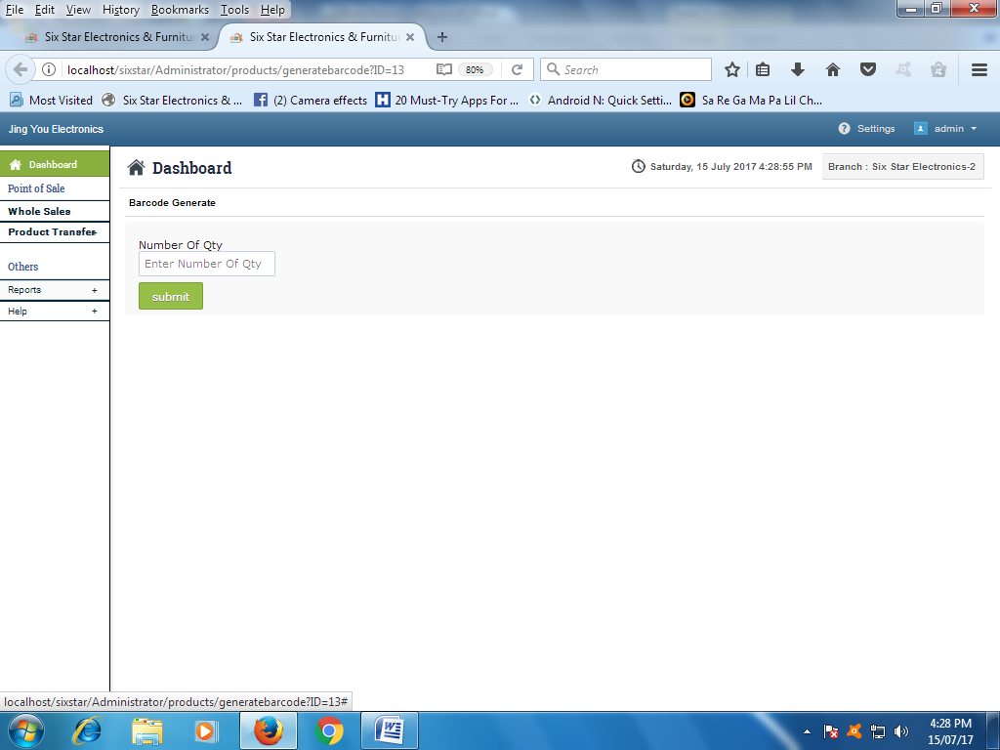 File Edit View History Bookmarks Tools Help
Six Star Electronics & Furnitu
Six Star Electronics & Furnitu
localhost/sixstar/Administrator/products/generatebarcode?ID=13 80% Search
Most Visited Six Star Electronics & ... (2) Camera effects 20 Must-Try Apps For ... Android N: Quick Setti... Sa Re Ga Ma Pa Lil Ch...
Jing You Electronics Settings admin
Dashboard
Point of Sale
Whole Sales
Product Transfer+
Others
Reports +
Help +
Dashboard Saturday, 15 July 2017 4:28:55 PM Branch : Six Star Electronics-2
Barcode Generate
Number Of Qty
Enter Number Of Qty
submit
localhost/sixstar/Administrator/products/generatebarcode?ID=13#
4:28 PM
15/07/17